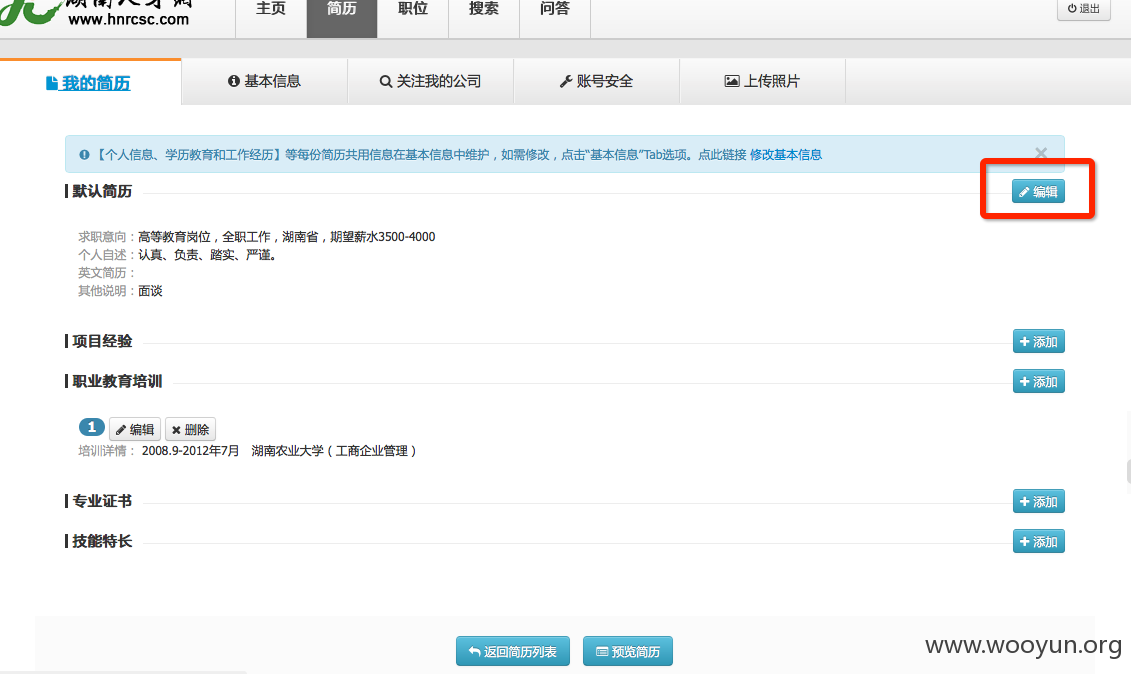 湖南人才网
www.hnrcsc.com
主页 简历 职位 搜索 问答 退出
我的简历 基本信息 关注我的公司 账号安全 上传照片
【个人信息、学历教育和工作经历】等每份简历共用信息在基本信息中维护，如需修改，点击“基本信息”Tab选项。点此链接 修改基本信息
默认简历 编辑
求职意向：高等教育岗位，全职工作，湖南省，期望薪水3500-4000
个人自述：认真、负责、踏实、严谨。
英文简历：
其他说明：面谈
项目经验 添加
职业教育培训 添加
1 编辑 删除
培训详情： 2008.9-2012年7月 湖南农业大学（工商企业管理）
专业证书 添加
技能特长 添加
返回简历列表 预览简历
www.wooyun.org